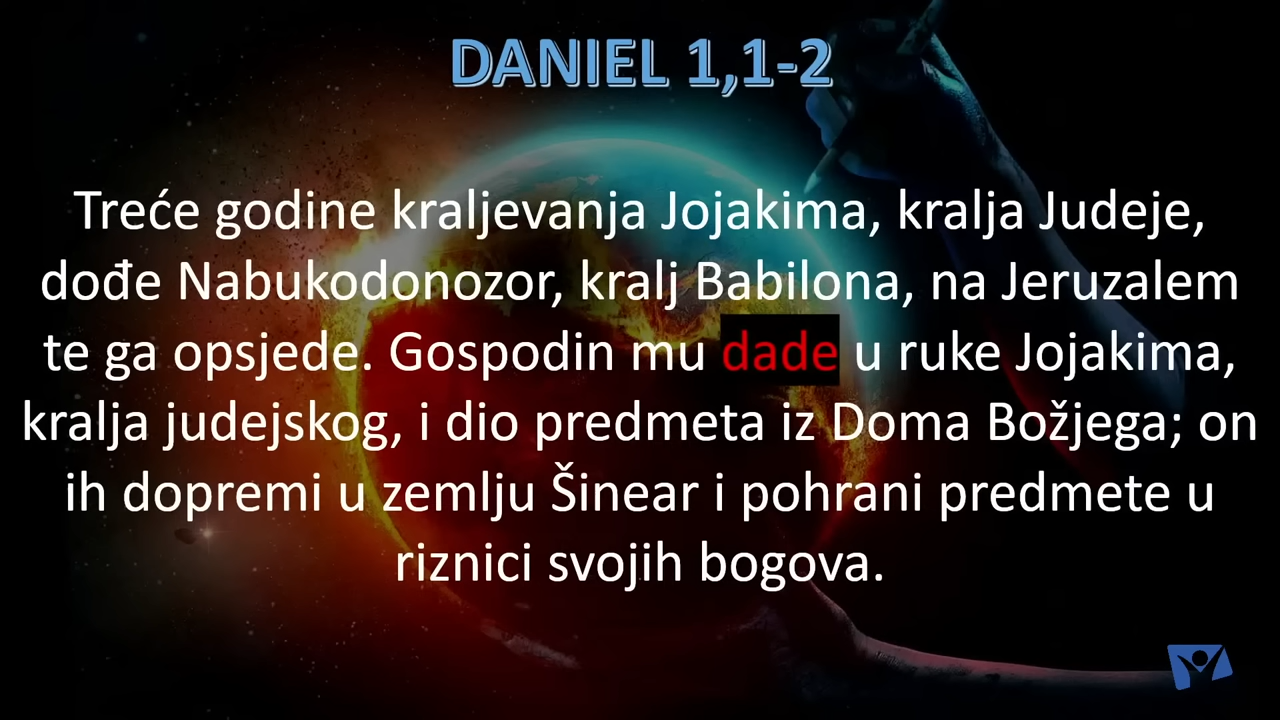 DANIEL 1,1-2
Treće godine kraljevanja Jojakima, kralja Judeje,
dođe Nabukodonozor, kralj Babilona, na Jeruzalem
te ga opsjede. Gospodin mu dade u ruke Jojakima,
kralja judejskog, i dio predmeta iz Doma Božjega; on
ih dopremi u zemlju Šinear i pohrani predmete u
riznici svojih bogova.